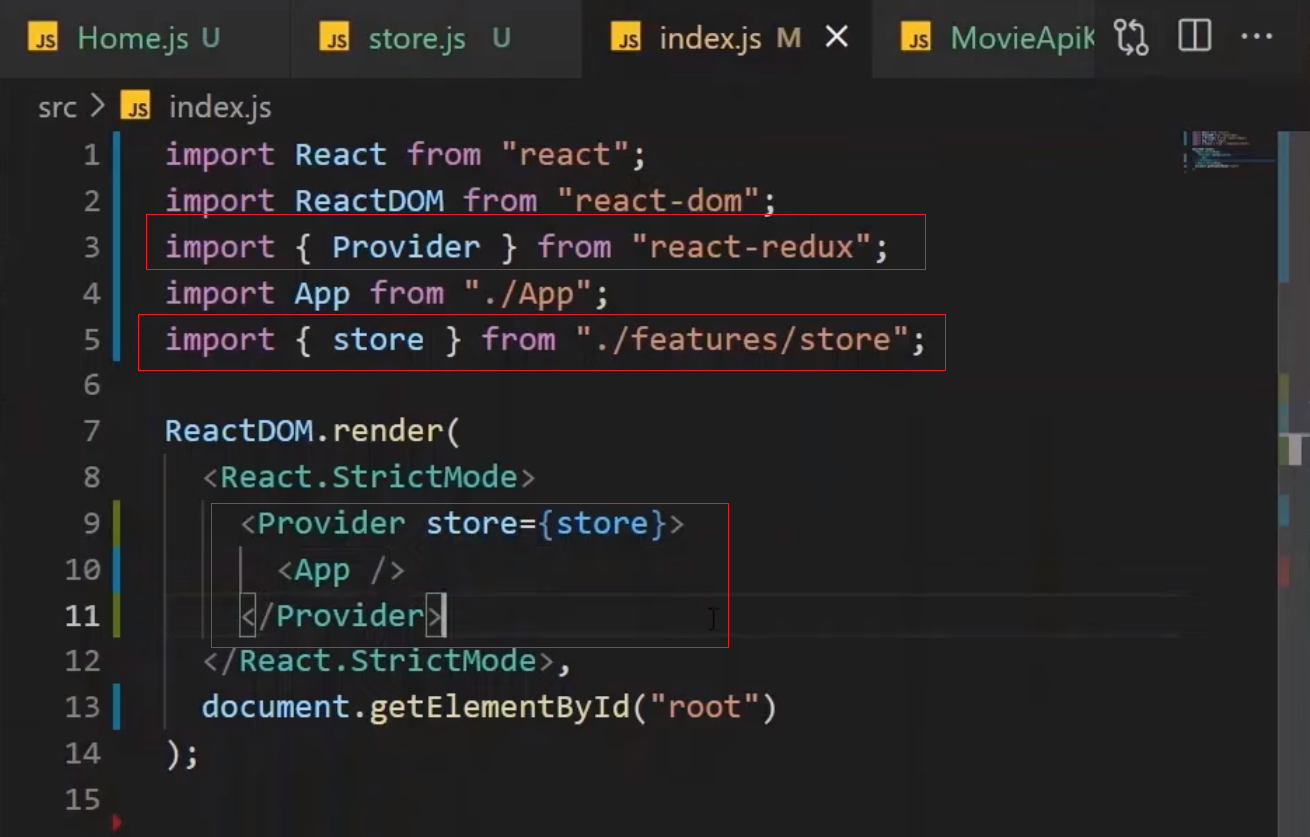 JS Home.js U JS store.js U JS index.js M JS MovieApiK
src > JS index.js
1 import React from "react";
2 import ReactDOM from "react-dom";
3 import { Provider } from "react-redux";
4 import App from "./App";
5 import { store } from "./features/store";
6
7 ReactDOM.render(
8 <React.StrictMode>
9 <Provider store={store}>
10 <App />
11 </Provider>
12 </React.StrictMode>,
13 document.getElementById("root")
14 );
15